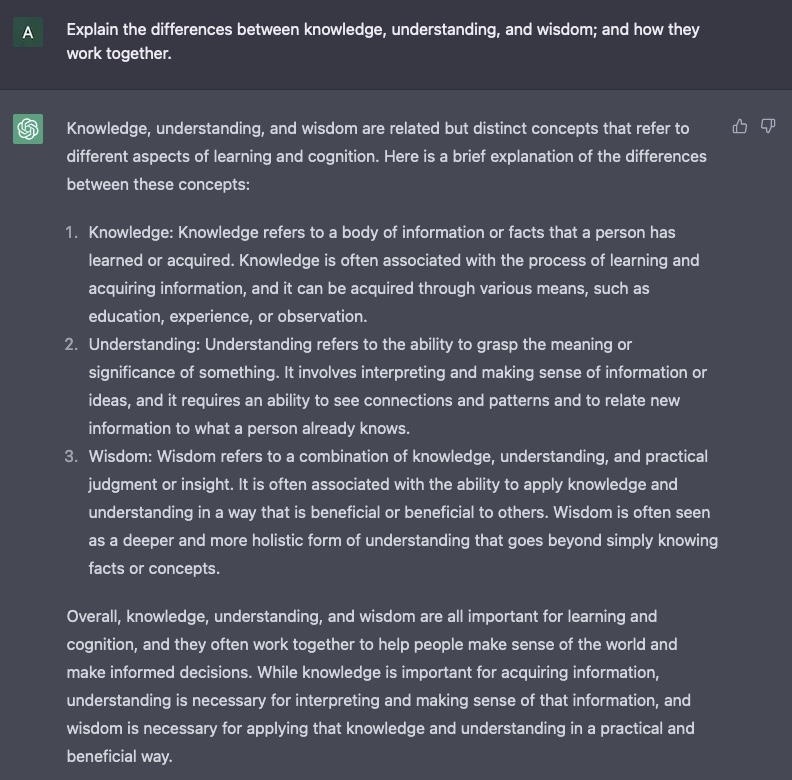 A
Explain the differences between knowledge, understanding, and wisdom; and how they
work together.
Knowledge, understanding, and wisdom are related but distinct concepts that refer to
different aspects of learning and cognition. Here is a brief explanation of the differences
between these concepts:
1. Knowledge: Knowledge refers to a body of information or facts that a person has
learned or acquired. Knowledge is often associated with the process of learning and
acquiring information, and it can be acquired through various means, such as
education, experience, or observation.
2. Understanding: Understanding refers to the ability to grasp the meaning or
significance of something. It involves interpreting and making sense of information or
ideas, and it requires an ability to see connections and patterns and to relate new
information to what a person already knows.
3. Wisdom: Wisdom refers to a combination of knowledge, understanding, and practical
judgment or insight. It is often associated with the ability to apply knowledge and
understanding in a way that is beneficial or beneficial to others. Wisdom is often seen
as a deeper and more holistic form of understanding that goes beyond simply knowing
facts or concepts.
Overall, knowledge, understanding, and wisdom are all important for learning and
cognition, and they often work together to help people make sense of the world and
make informed decisions. While knowledge is important for acquiring information,
understanding is necessary for interpreting and making sense of that information, and
wisdom is necessary for applying that knowledge and understanding in a practical and
beneficial way.